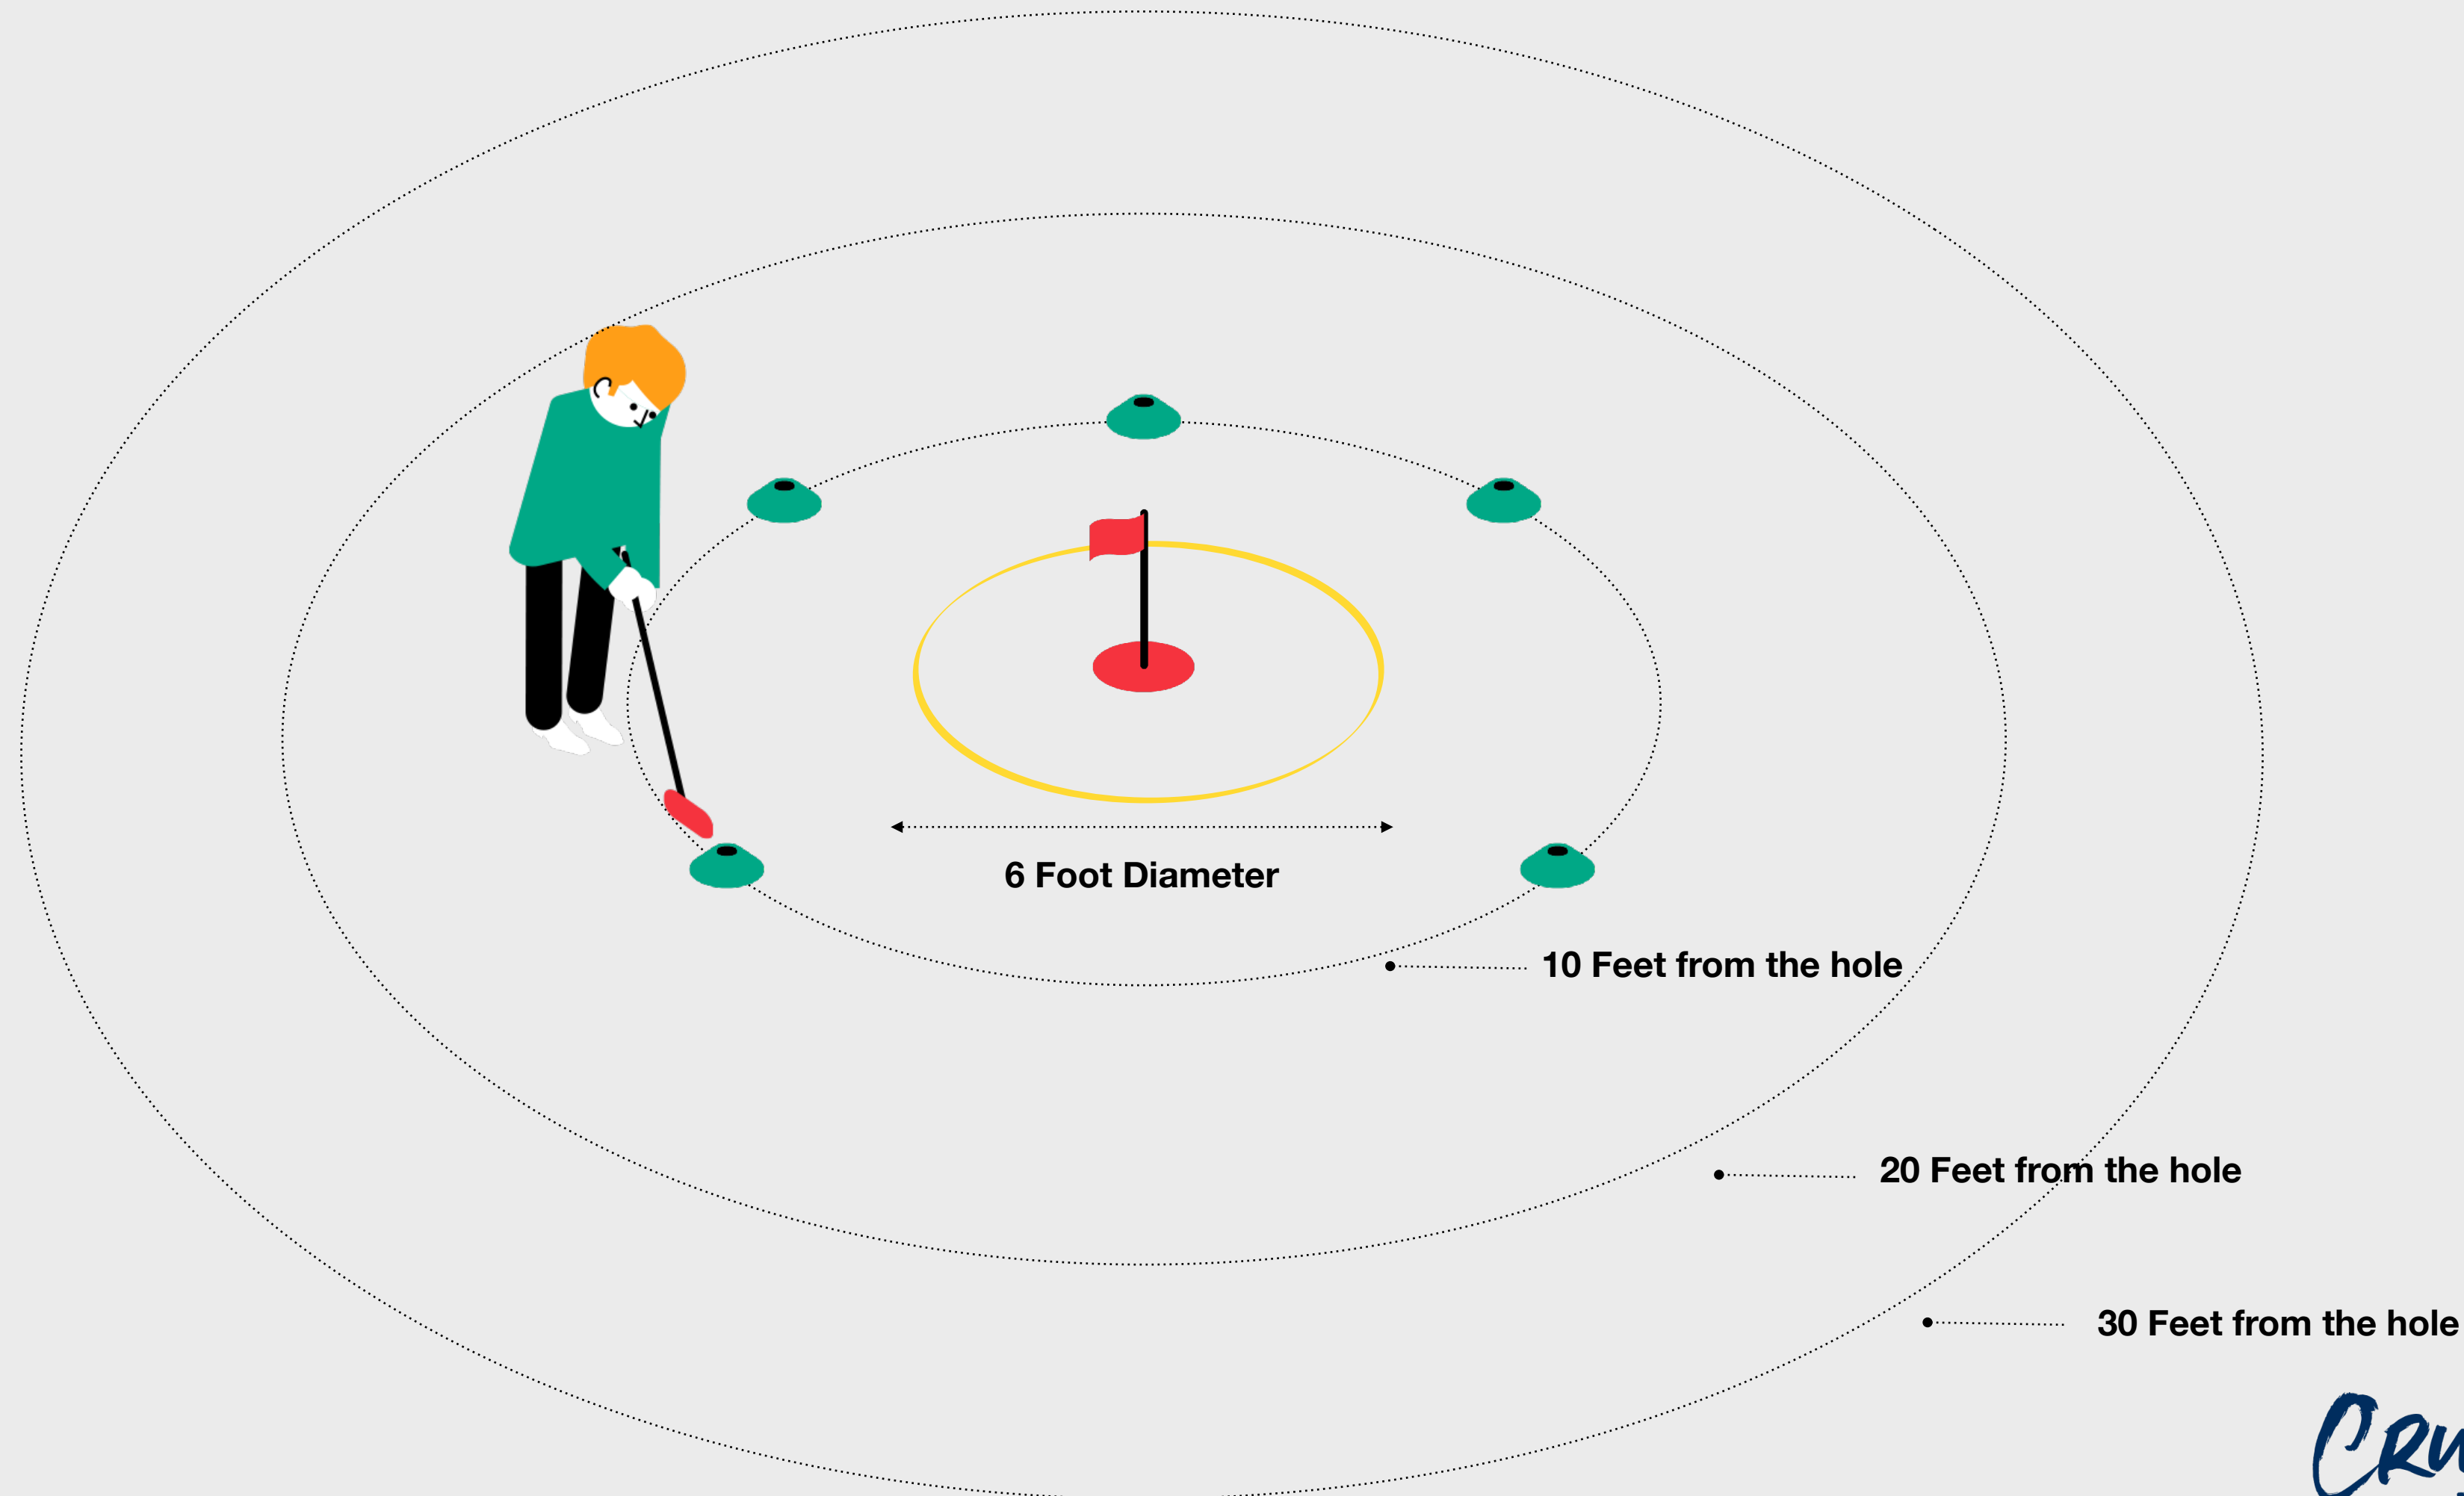 6 Foot Diameter
10 Feet from the hole
20 Feet from the hole
30 Feet from the hole